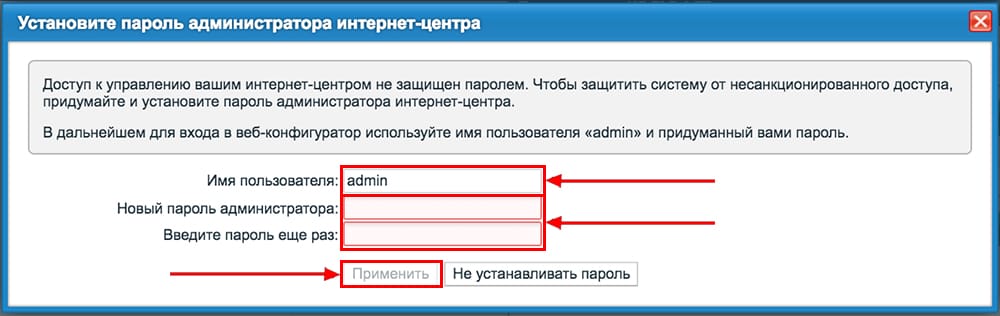 Установите пароль администратора интернет-центра
Доступ к управлению вашим интернет-центром не защищен паролем. Чтобы защитить систему от несанкционированного доступа,
придумайте и установите пароль администратора интернет-центра.
В дальнейшем для входа в веб-конфигуратор используйте имя пользователя «admin» и придуманный вами пароль.
Имя пользователя: admin
Новый пароль администратора:
Введите пароль еще раз:
Применить Не устанавливать пароль